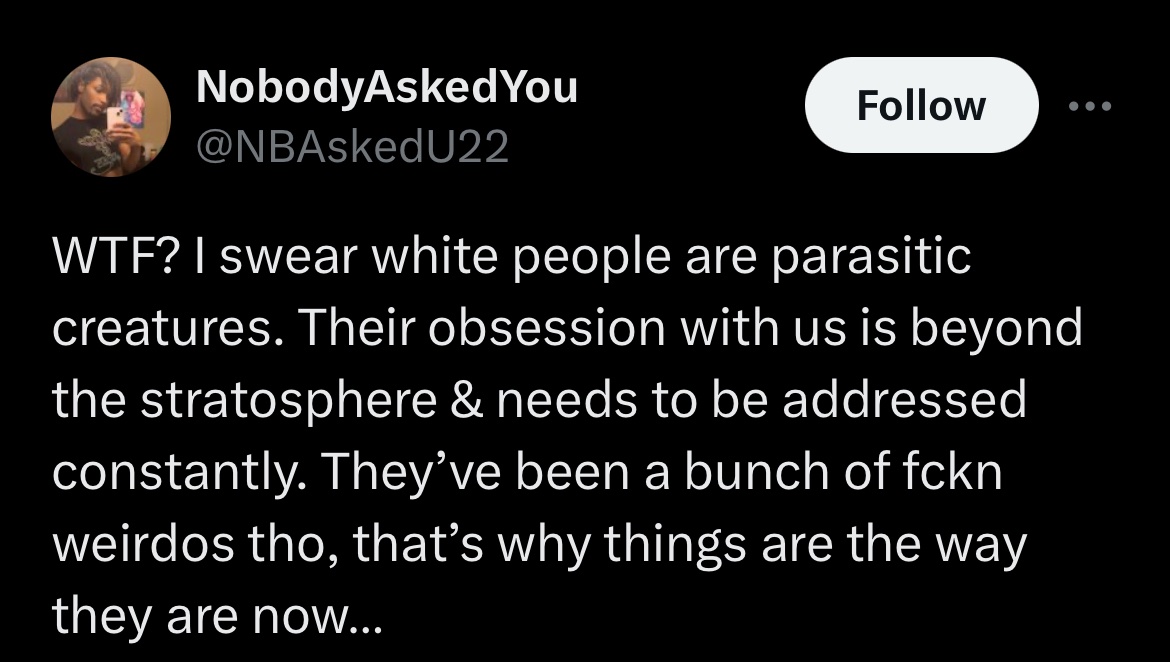 NobodyAskedYou
@NBAskedU22
Follow
WTF? I swear white people are parasitic
creatures. Their obsession with us is beyond
the stratosphere & needs to be addressed
constantly. They’ve been a bunch of fckn
weirdos tho, that’s why things are the way
they are now...